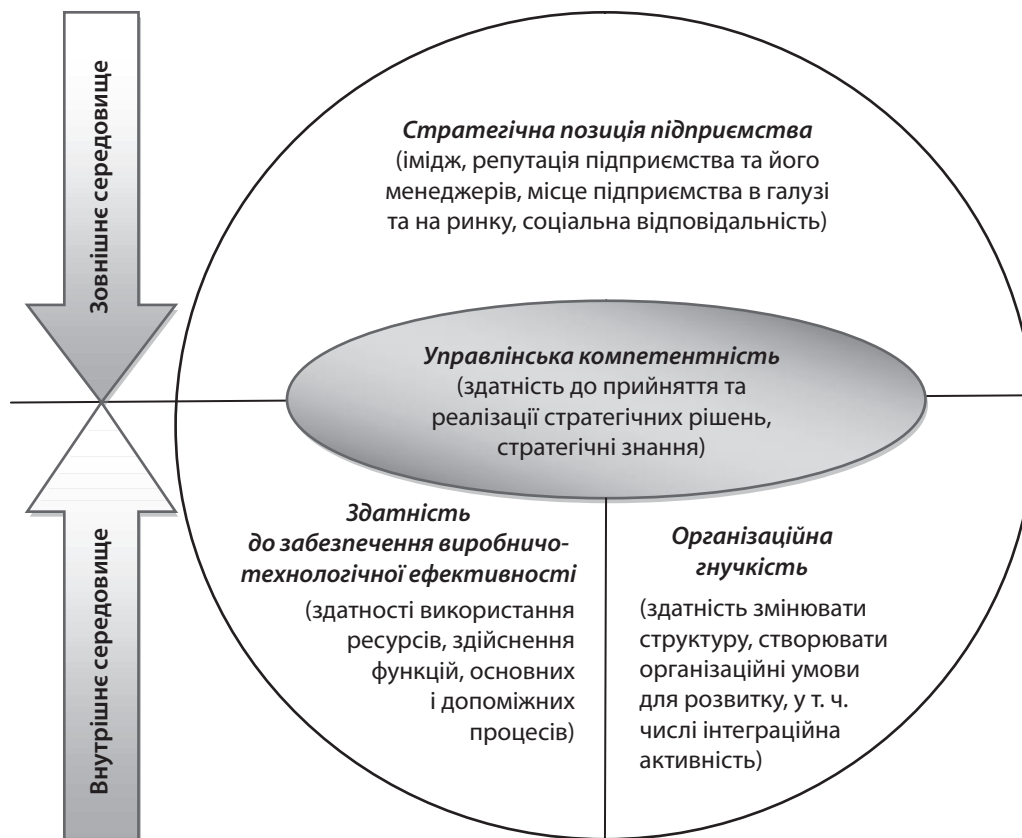 Зовнішнє середовище
Стратегічна позиція підприємства
(імідж, репутація підприємства та його
менеджерів, місце підприємства в галузі
та на ринку, соціальна відповідальність)
Управлінська компетентність
(здатність до прийняття та
реалізації стратегічних рішень,
стратегічні знання)
Внутрішнє середовище
Здатність
до забезпечення виробничо-
технологічної ефективності
(здатності використання
ресурсів, здійснення
функцій, основних
і допоміжних
процесів)
Організаційна
гнучкість
(здатність змінювати
структуру, створювати
організаційні умови
для розвитку, у т. ч.
числі інтеграційна
активність)